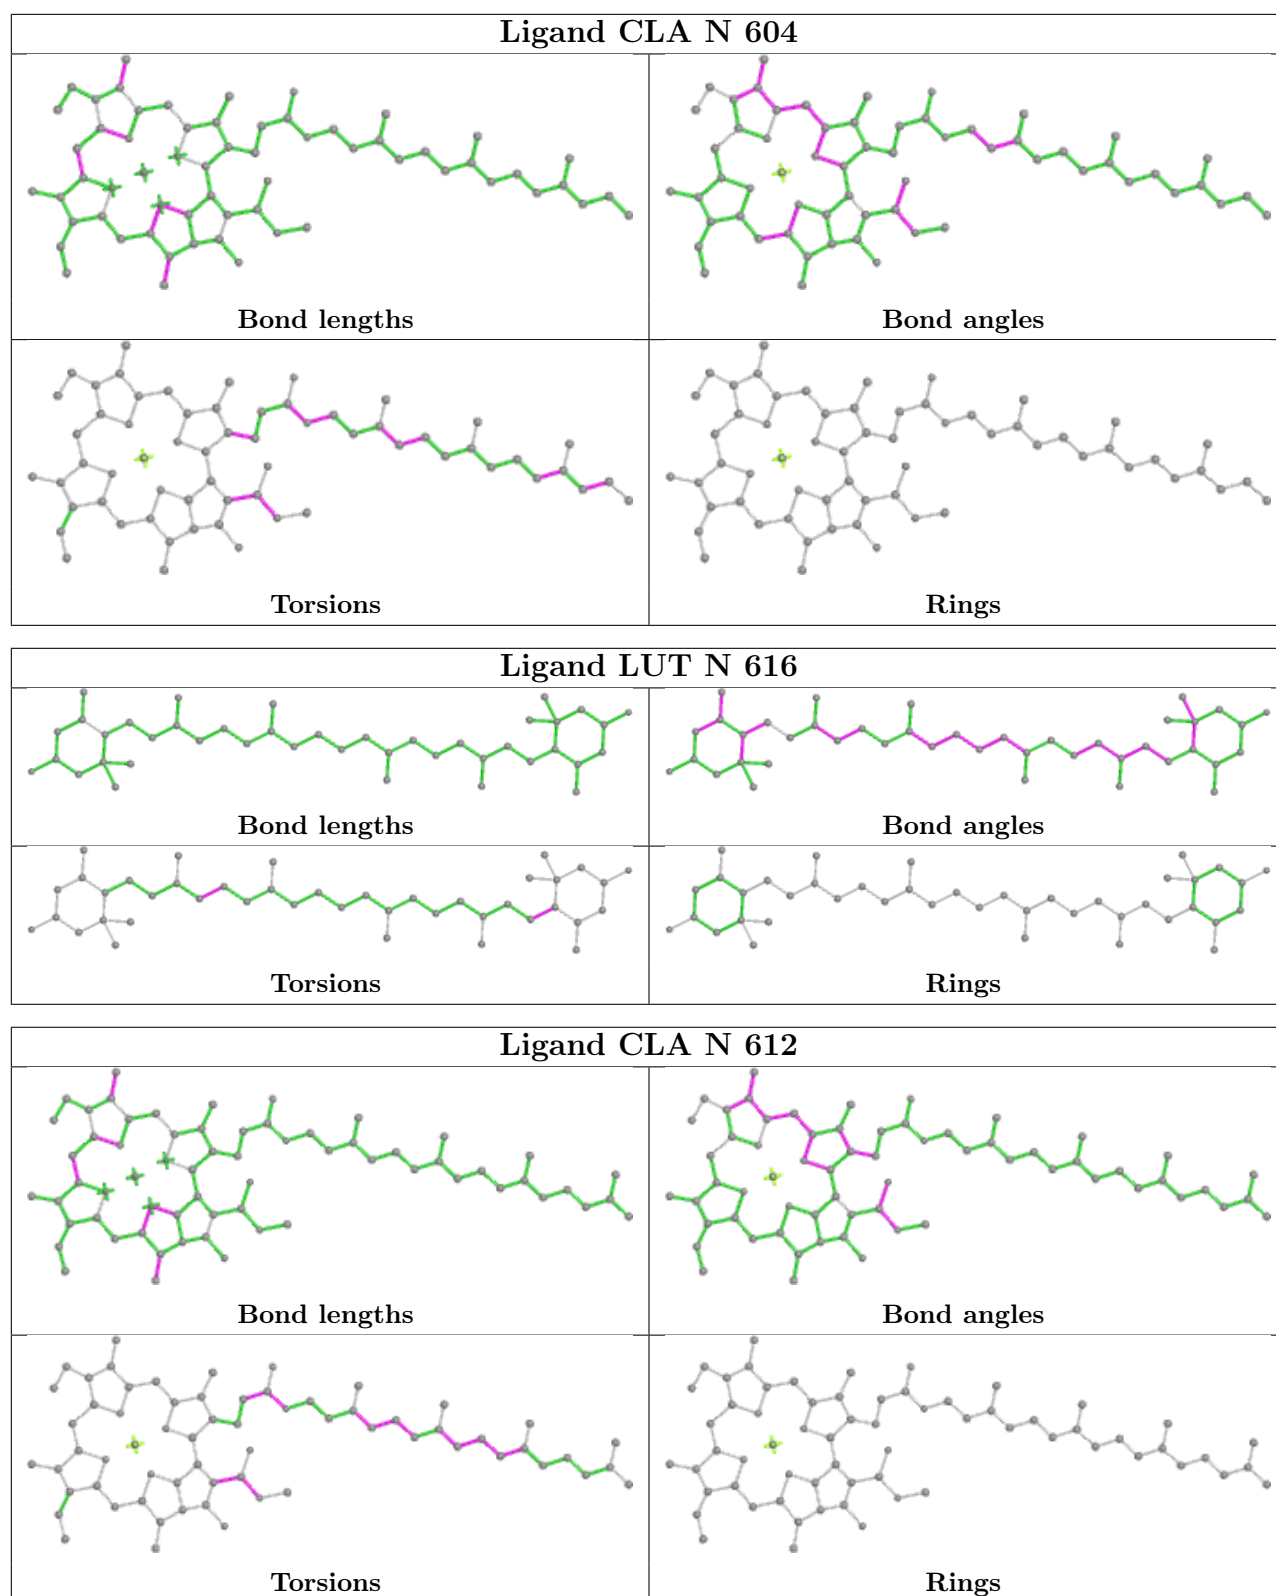 Ligand CLA N 604
Bond lengths
Bond angles
Torsions
Rings
Ligand LUT N 616
Bond lengths
Bond angles
Torsions
Rings
Ligand CLA N 612
Bond lengths
Bond angles
Torsions
Rings